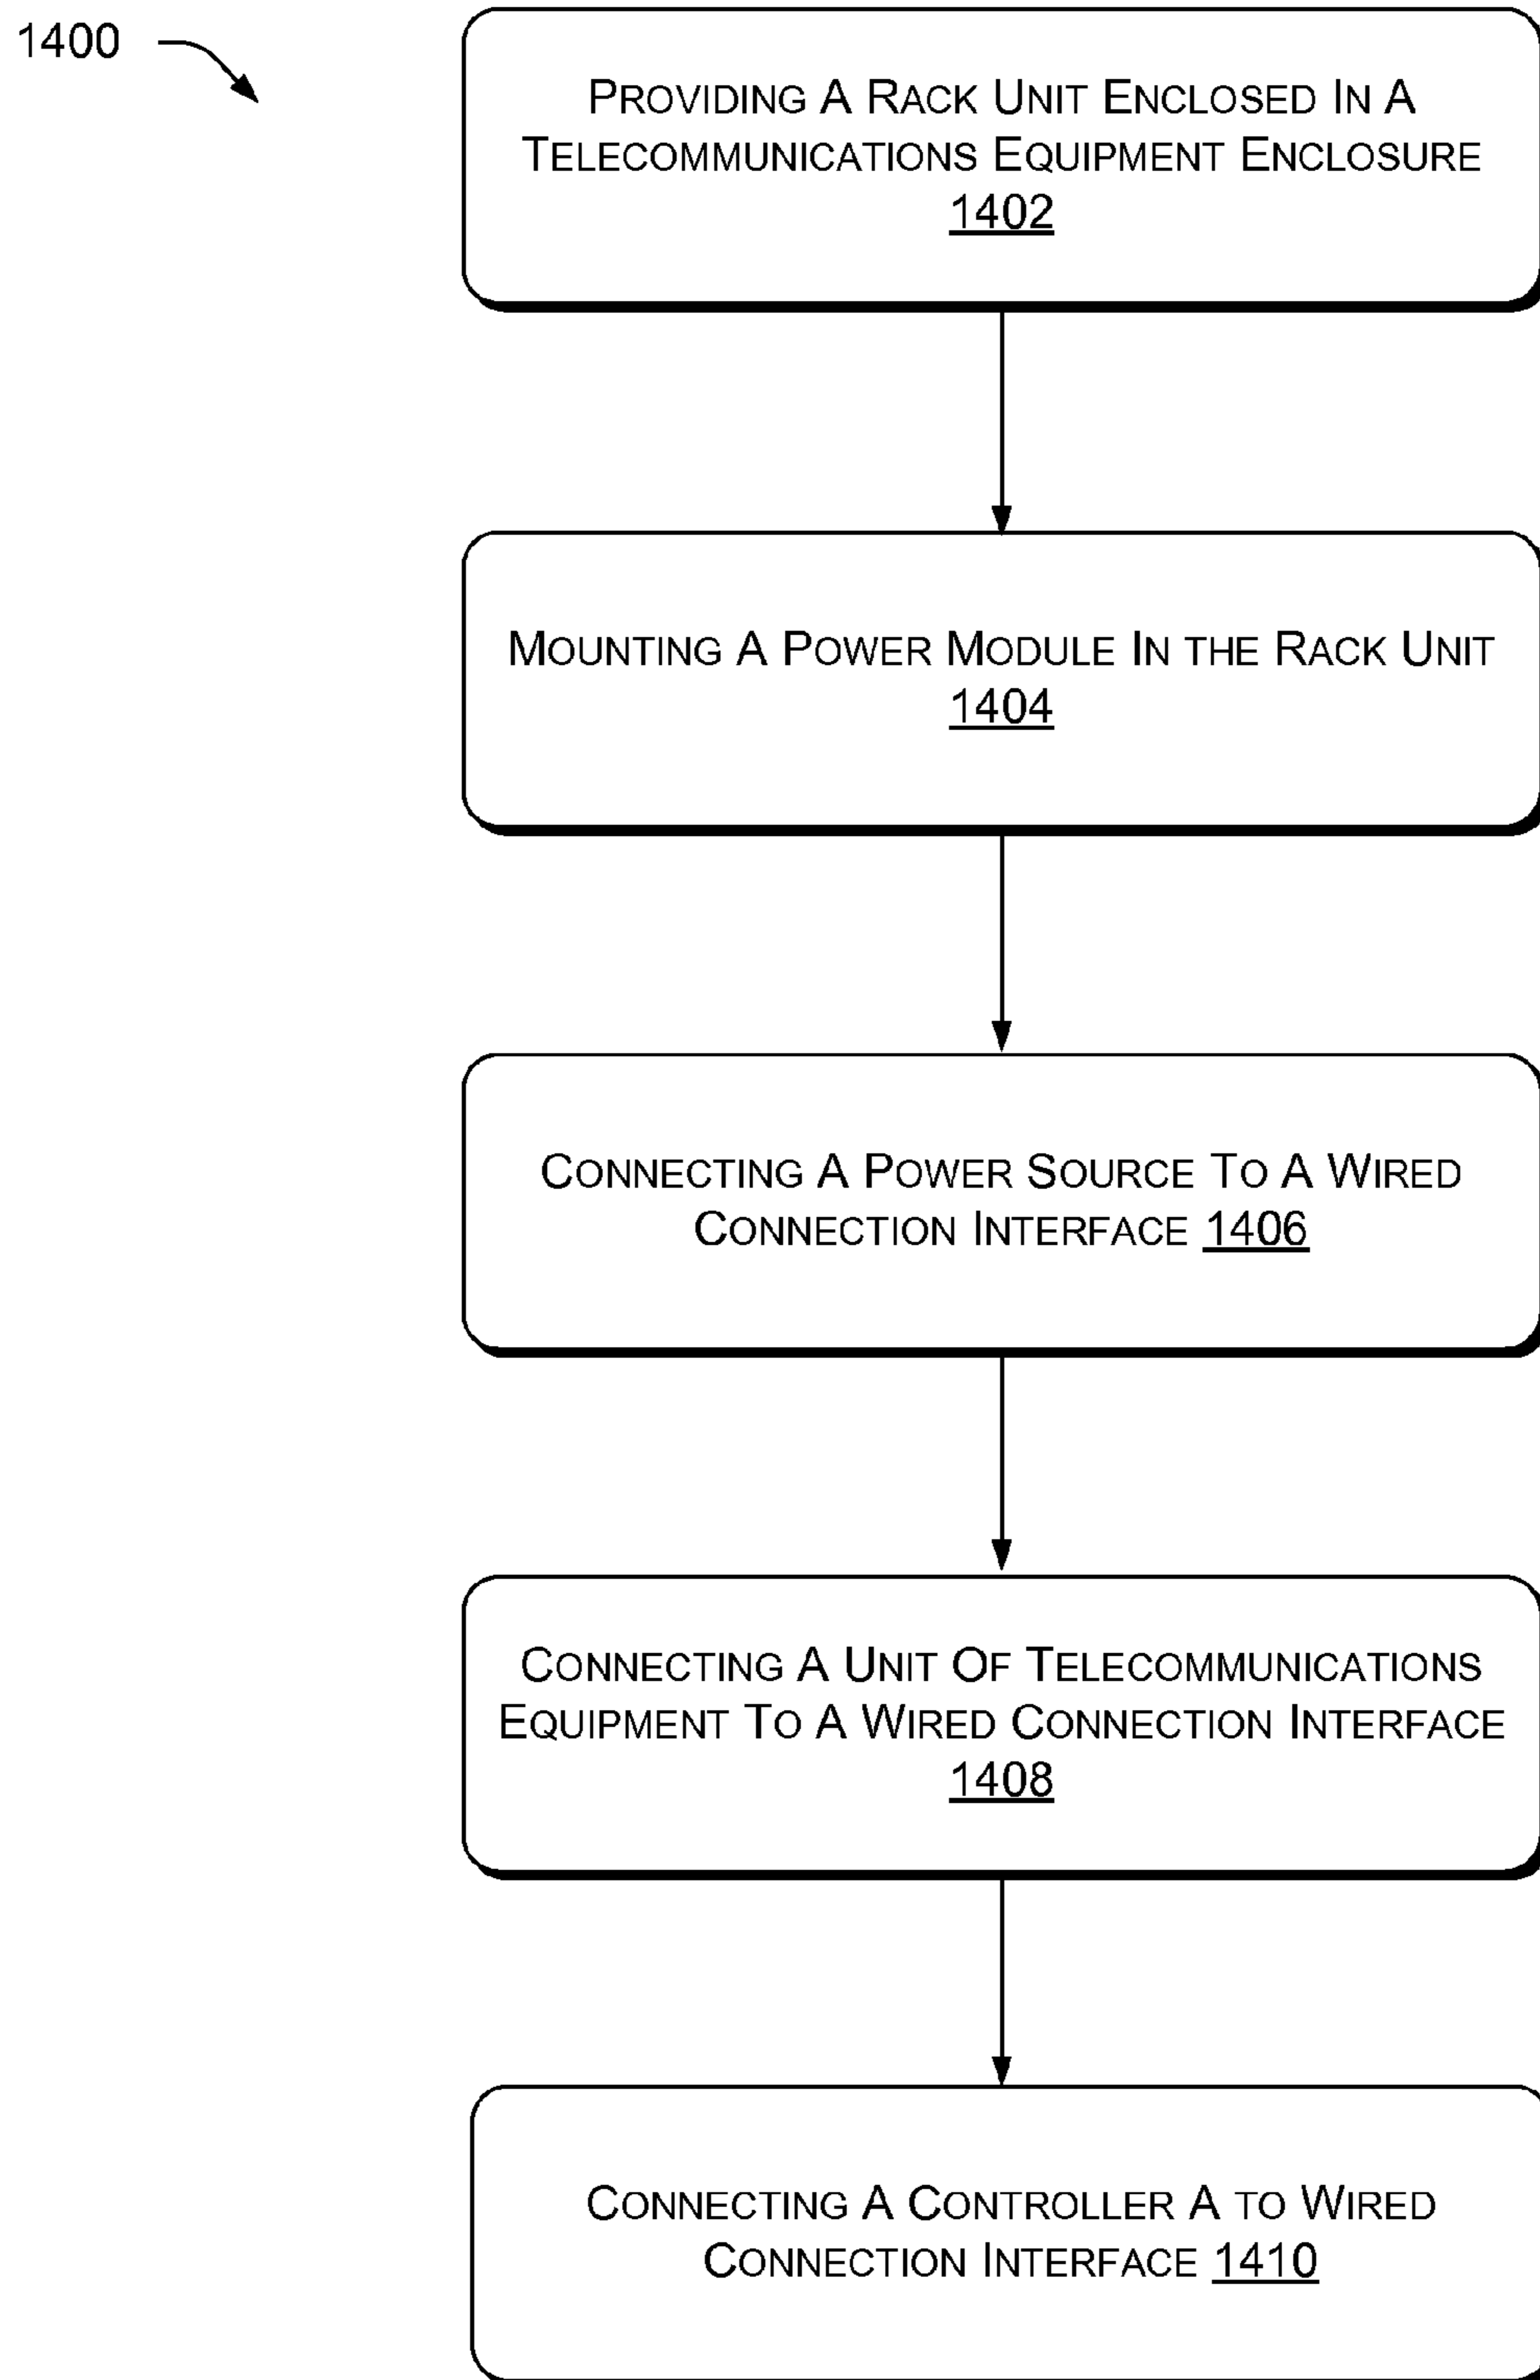 1400
PROVIDING A RACK UNIT ENCLOSED IN A
TELECOMMUNICATIONS EQUIPMENT ENCLOSURE
1402
MOUNTING A POWER MODULE IN THE RACK UNIT
1404
CONNECTING A POWER SOURCE TO A WIRED
CONNECTION INTERFACE 1406
CONNECTING A UNIT OF TELECOMMUNICATIONS
EQUIPMENT TO A WIRED CONNECTION INTERFACE
1408
CONNECTING A CONTROLLER A TO WIRED
CONNECTION INTERFACE 1410